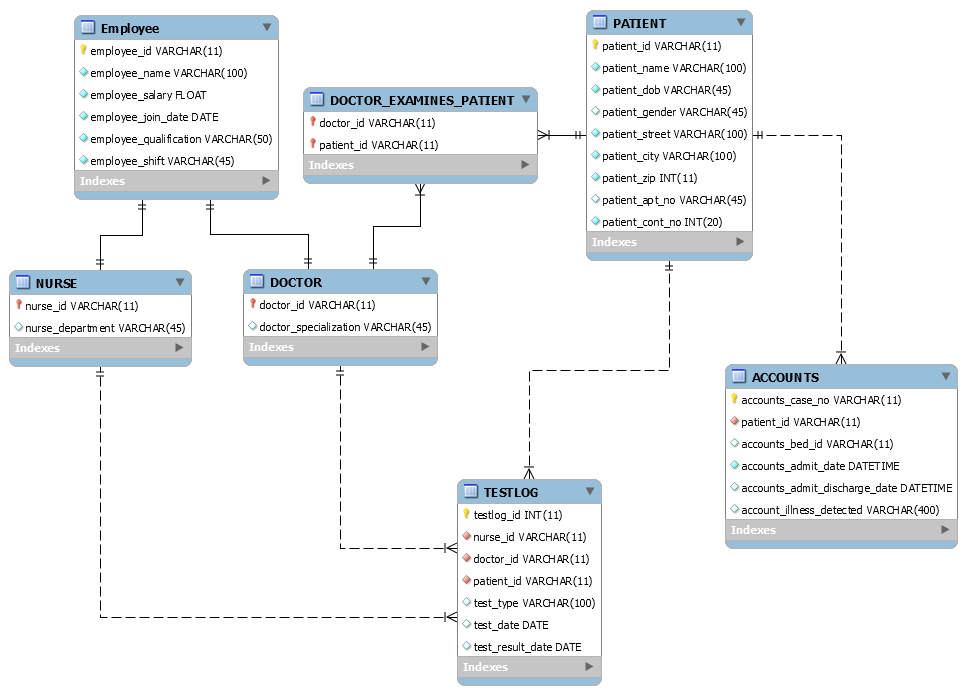 Employee
employee_id VARCHAR(11)
employee_name VARCHAR(100)
employee_salary FLOAT
employee_join_date DATE
employee_qualification VARCHAR(50)
employee_shift VARCHAR(45)
Indexes
DOCTOR_EXAMINES_PATIENT
doctor_id VARCHAR(11)
patient_id VARCHAR(11)
Indexes
PATIENT
patient_id VARCHAR(11)
patient_name VARCHAR(100)
patient_dob VARCHAR(45)
patient_gender VARCHAR(45)
patient_street VARCHAR(100)
patient_city VARCHAR(100)
patient_zip INT(11)
patient_apt_no VARCHAR(45)
patient_cont_no INT(20)
Indexes
NURSE
nurse_id VARCHAR(11)
nurse_department VARCHAR(45)
Indexes
DOCTOR
doctor_id VARCHAR(11)
doctor_specialization VARCHAR(45)
Indexes
ACCOUNTS
accounts_case_no VARCHAR(11)
patient_id VARCHAR(11)
accounts_bed_id VARCHAR(11)
accounts_admit_date DATETIME
accounts_admit_discharge_date DATETIME
account_illness_detected VARCHAR(400)
Indexes
TESTLOG
testlog_id INT(11)
nurse_id VARCHAR(11)
doctor_id VARCHAR(11)
patient_id VARCHAR(11)
test_type VARCHAR(100)
test_date DATE
test_result_date DATE
Indexes